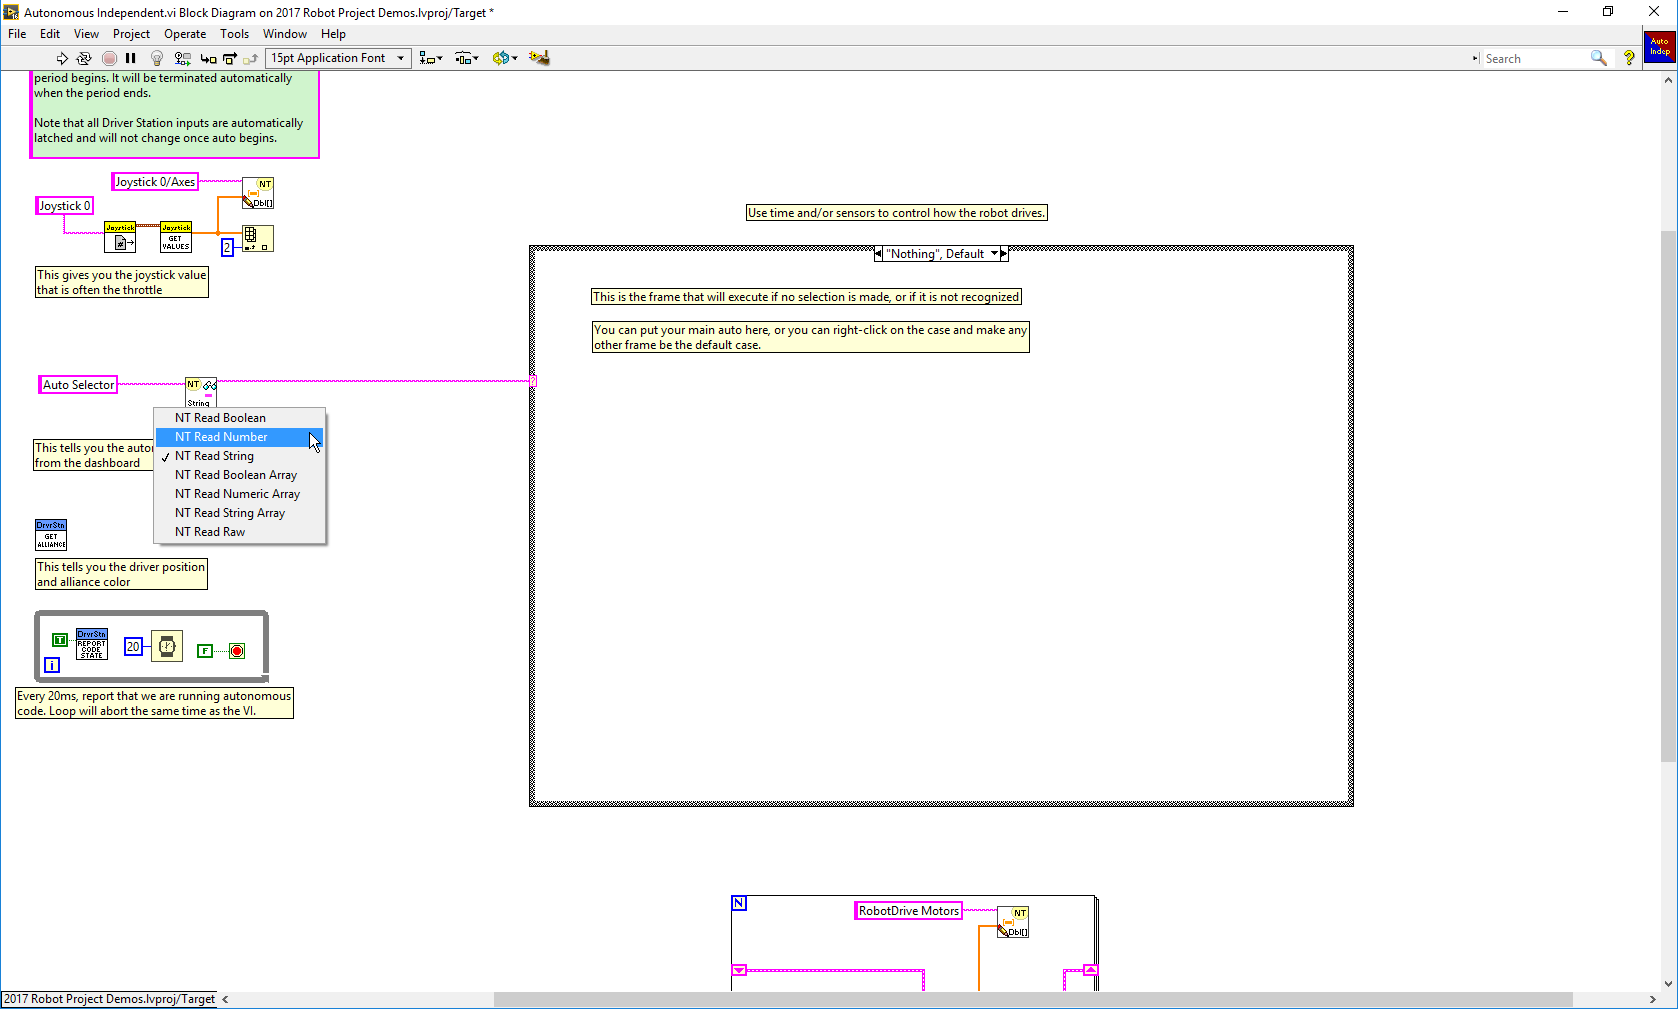 Autonomous Independent.vi Block Diagram on 2017 Robot Project Demos.lvproj/Target *
File Edit View Project Operate Tools Window Help
15pt Application Font
Search
?
Auto
Indep
period begins. It will be terminated automatically
when the period ends.
Note that all Driver Station inputs are automatically
latched and will not change once auto begins.
Joystick 0/Axes
NT
Dbl[]
Joystick 0
Joystick
#
Joystick
GET
VALUES
2
This gives you the joystick value
that is often the throttle
Use time and/or sensors to control how the robot drives.
"Nothing", Default
This is the frame that will execute if no selection is made, or if it is not recognized
You can put your main auto here, or you can right-click on the case and make any
other frame be the default case.
Auto Selector
NT
String
?
NT Read Boolean
NT Read Number
NT Read String
NT Read Boolean Array
NT Read Numeric Array
NT Read String Array
NT Read Raw
This tells you the auto
from the dashboard
DrvrStn
GET
ALLIANCE
This tells you the driver position
and alliance color
T
DrvrStn
REPORT
CODE
STATE
20
F
i
Every 20ms, report that we are running autonomous
code. Loop will abort the same time as the VI.
N
RobotDrive Motors
NT
Dbl[]
2017 Robot Project Demos.lvproj/Target